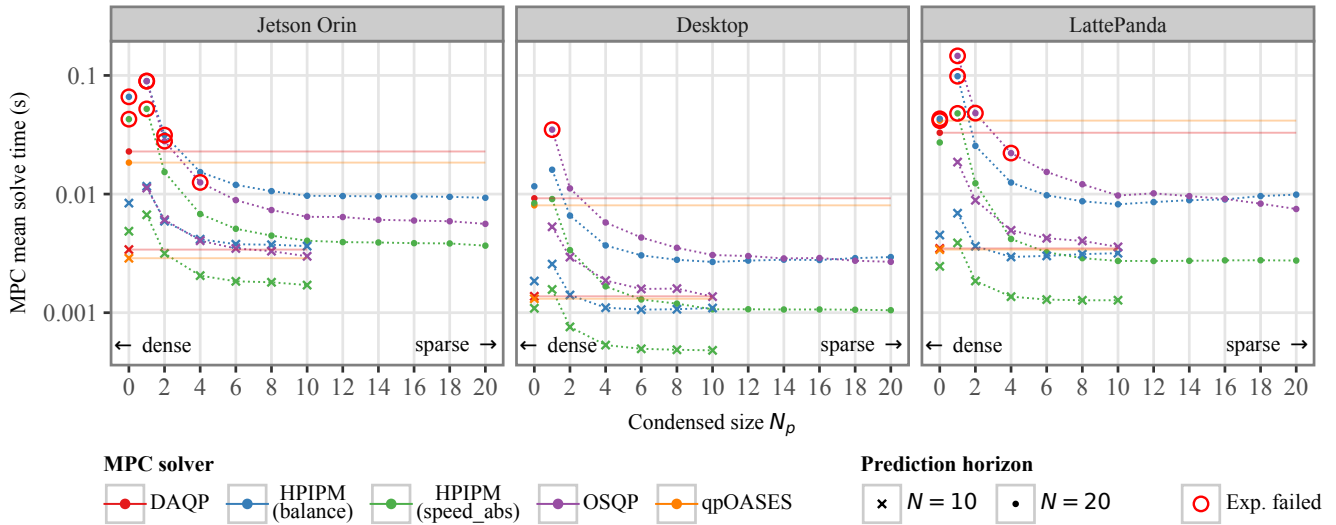 Jetson Orin
Desktop
LattePanda
MPC mean solve time (s)
0.1
0.01
0.001
← dense
sparse →
← dense
sparse →
← dense
sparse →
0 2 4 6 8 10 12 14 16 18 20
0 2 4 6 8 10 12 14 16 18 20
0 2 4 6 8 10 12 14 16 18 20
Condensed size N_p
MPC solver
DAQP
HPIPM
(balance)
HPIPM
(speed_abs)
OSQP
qpOASES
Prediction horizon
N = 10
N = 20
Exp. failed